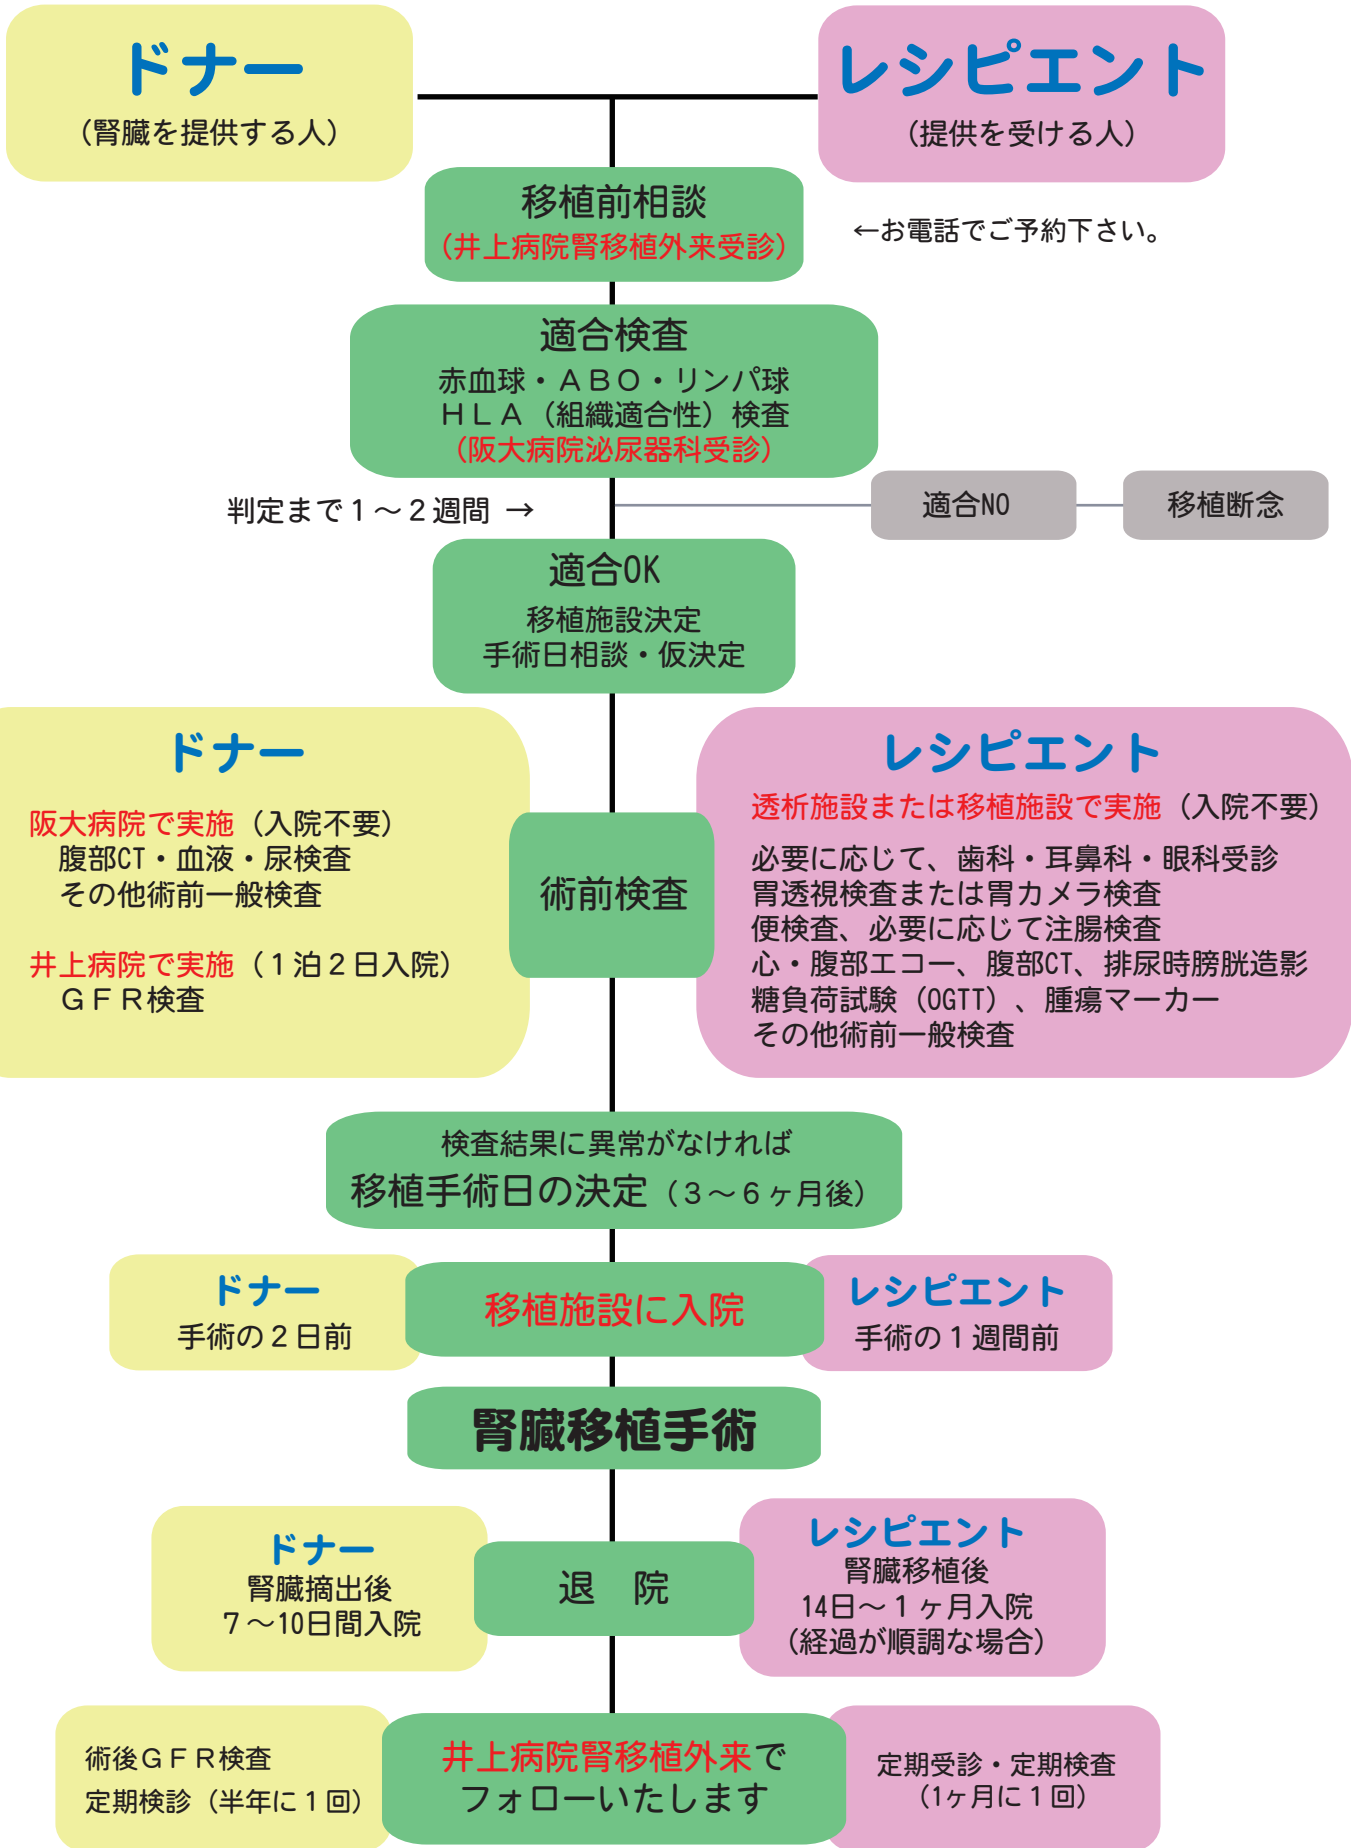 ドナー
（腎臓を提供する人）
レシピエント
（提供を受ける人）
移植前相談
（井上病院腎移植外来受診）
←お電話でご予約下さい。
適合検査
赤血球・ＡＢＯ・リンパ球
ＨＬＡ（組織適合性）検査
（阪大病院泌尿器科受診）
判定まで１～２週間 →
適合NO
移植断念
適合OK
移植施設決定
手術日相談・仮決定
ドナー
阪大病院で実施（入院不要）
腹部CT・血液・尿検査
その他術前一般検査
井上病院で実施（１泊２日入院）
ＧＦＲ検査
術前検査
レシピエント
透析施設または移植施設で実施（入院不要）
必要に応じて、歯科・耳鼻科・眼科受診
胃透視検査または胃カメラ検査
便検査、必要に応じて注腸検査
心・腹部エコー、腹部CT、排尿時膀胱造影
糖負荷試験（OGTT）、腫瘍マーカー
その他術前一般検査
検査結果に異常がなければ
移植手術日の決定（３～６ヶ月後）
ドナー
手術の２日前
移植施設に入院
レシピエント
手術の１週間前
腎臓移植手術
ドナー
腎臓摘出後
７～10日間入院
退　院
レシピエント
腎臓移植後
14日～１ヶ月入院
（経過が順調な場合）
術後ＧＦＲ検査
定期検診（半年に１回）
井上病院腎移植外来で
フォローいたします
定期受診・定期検査
（1ヶ月に１回）